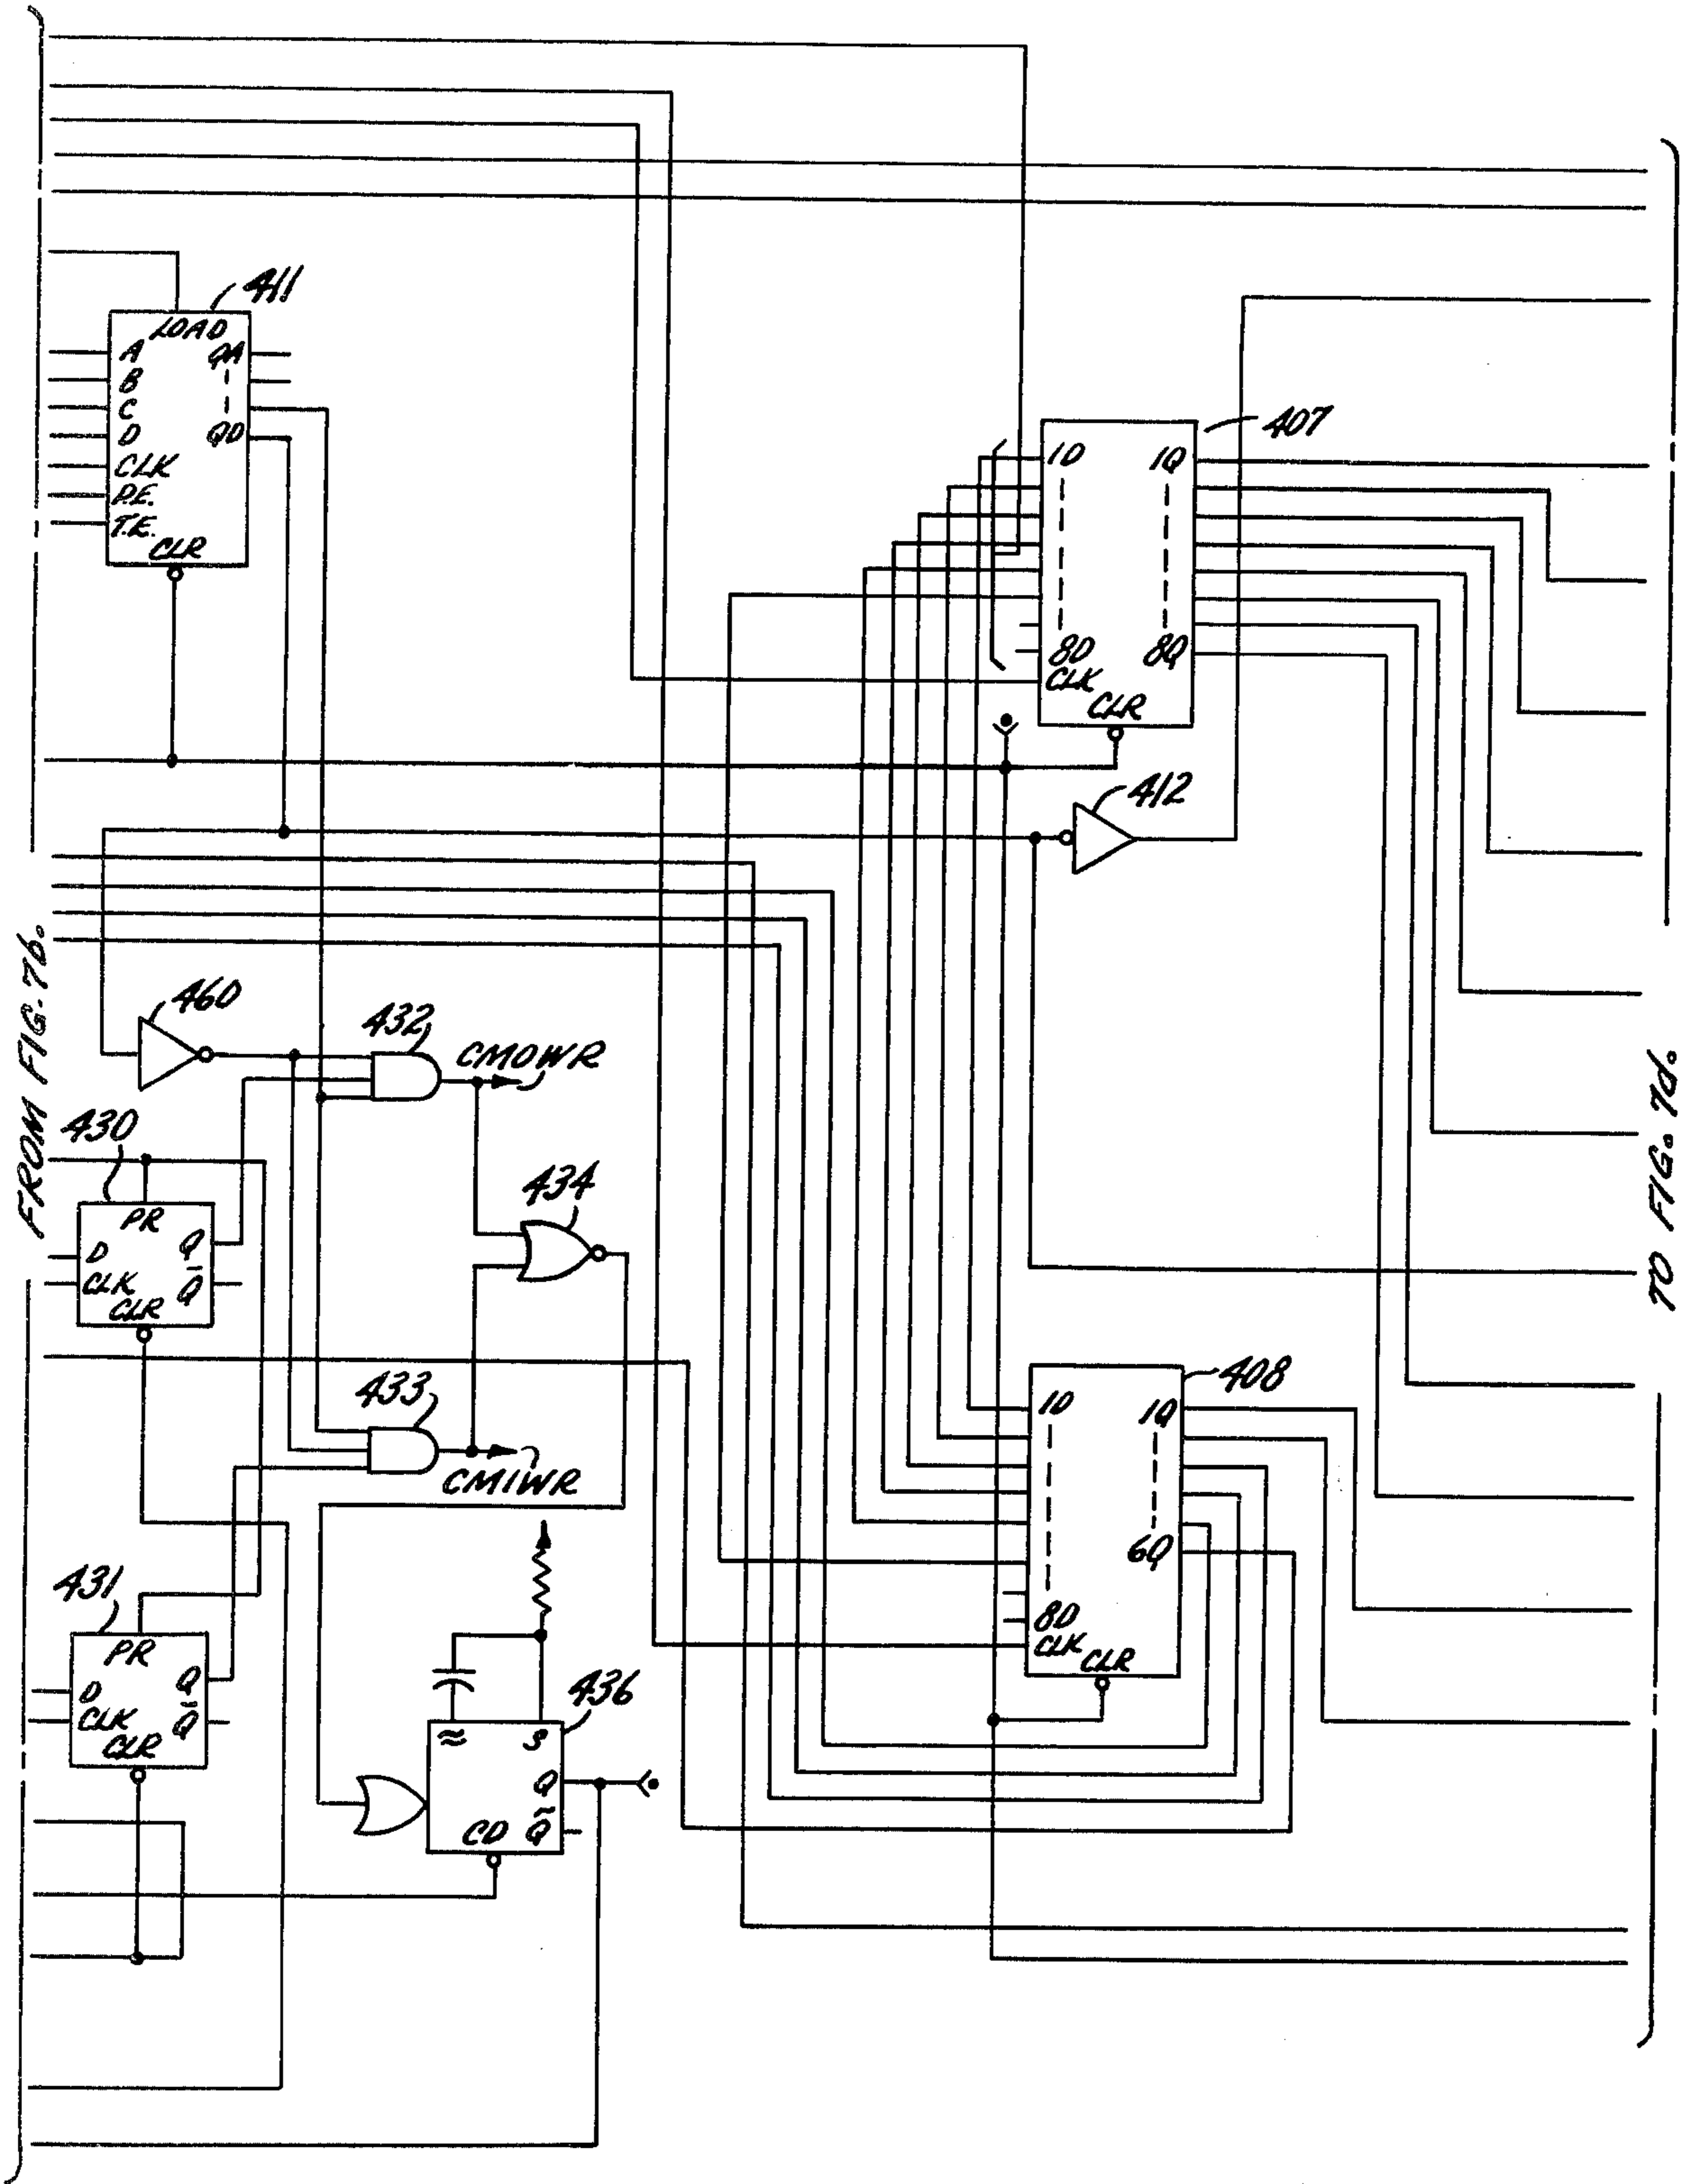 411
LOAD
A QA
B
C
D QD
CLK
P.E.
T.E.
CLR
407
1D 1Q
8D 8Q
CLK
CLR
412
FROM FIG. 7b.
460
432
CM0WR
430
PR
D Q
CLK Q̄
CLR
434
TO FIG. 7d.
433
CM1WR
408
1D 1Q
6Q
8D
CLK
CLR
431
PR
D Q
CLK Q̄
CLR
436
≈ S
Q
CD Q̄